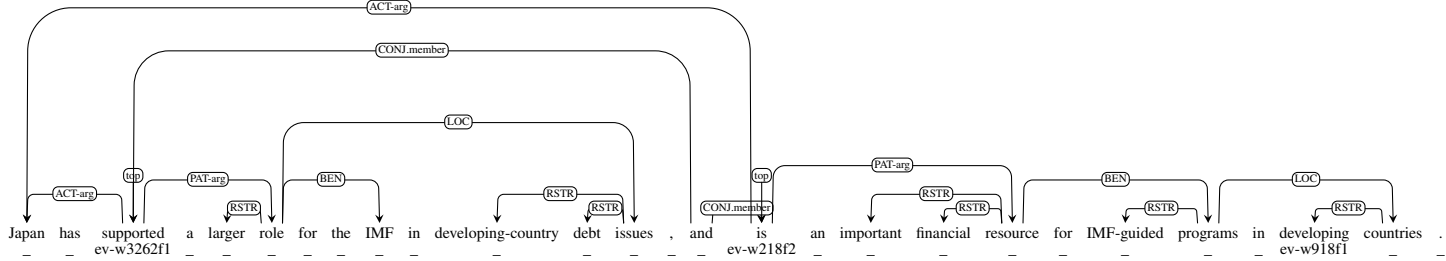 ACT-arg
CONJ.member
LOC
top top PAT-arg
PAT-arg BEN BEN LOC
ACT-arg RSTR RSTR
RSTR RSTR CONJ.member RSTR RSTR RSTR
Japan has supported a larger role for the IMF in developing-country debt issues , and is an important financial resource for IMF-guided programs in developing countries .
_ _ ev-w3262f1 _ _ _ _ _ _ _ _ _ _ _ _ ev-w218f2 _ _ _ _ _ _ _ _ ev-w918f1 _ _